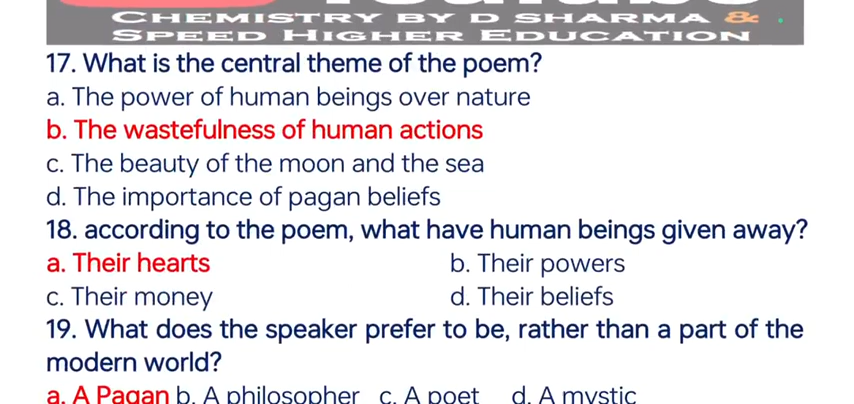 CHEMISTRY BY D SHARMA &
SPEED HIGHER EDUCATION
17. What is the central theme of the poem?
a. The power of human beings over nature
b. The wastefulness of human actions
c. The beauty of the moon and the sea
d. The importance of pagan beliefs
18. according to the poem, what have human beings given away?
a. Their hearts b. Their powers
c. Their money d. Their beliefs
19. What does the speaker prefer to be, rather than a part of the
modern world?
a. A Pagan b. A philosopher c. A poet d. A mystic